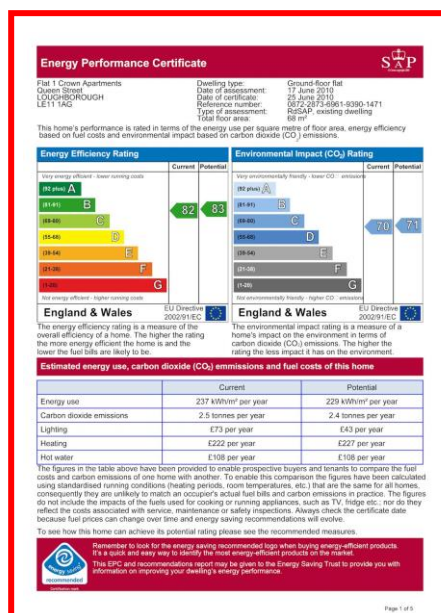 Energy Performance Certificate
SAP
Flat 1 Crown Apartments
Queen Street
LOUGHBOROUGH
LE11 1AG
Dwelling type: Ground-floor flat
Date of assessment: 17 June 2010
Date of certificate: 25 June 2010
Reference number: 0872-2873-6961-9390-1471
Type of assessment: RdSAP, existing dwelling
Total floor area: 68 m²
This home's performance is rated in terms of the energy use per square metre of floor area, energy efficiency
based on fuel costs and environmental impact based on carbon dioxide (CO₂) emissions.
Energy Efficiency Rating
Current Potential
Very energy efficient - lower running costs
(92 plus) A
(81-91) B
(69-80) C
(55-68) D
(39-54) E
(21-38) F
(1-20) G
82 83
Not energy efficient - higher running costs
England & Wales
EU Directive
2002/91/EC
Environmental Impact (CO₂) Rating
Current Potential
Very environmentally friendly - lower CO₂ emissions
(92 plus) A
(81-91) B
(69-80) C
(55-68) D
(39-54) E
(21-38) F
(1-20) G
70 71
Not environmentally friendly - higher CO₂ emissions
England & Wales
EU Directive
2002/91/EC
The energy efficiency rating is a measure of the
overall efficiency of a home. The higher the rating
the more energy efficient the home is and the
lower the fuel bills are likely to be.
The environmental impact rating is a measure of a
home's impact on the environment in terms of
carbon dioxide (CO₂) emissions. The higher the
rating the less impact it has on the environment.
Estimated energy use, carbon dioxide (CO₂) emmissions and fuel costs of this home
Current Potential
Energy use 237 kWh/m² per year 229 kWh/m² per year
Carbon dioxide emissions 2.5 tonnes per year 2.4 tonnes per year
Lighting £73 per year £43 per year
Heating £222 per year £227 per year
Hot water £108 per year £108 per year
The figures in the table above have been provided to enable prospective buyers and tenants to compare the fuel
costs and carbon emissions of one home with another. To enable this comparison the figures have been calculated
using standardised running conditions (heating periods, room temperatures, etc.) that are the same for all homes,
consequently they are unlikely to match an occupier's actual fuel bills and carbon emissions in practice. The figures
do not include the impacts of the fuels used for cooking or running appliances, such as TV, fridge etc.; nor do they
reflect the costs associated with service, maintenance or safety inspections. Always check the certificate date
because fuel prices can change over time and energy saving recommendations will evolve.
To see how this home can achieve its potential rating please see the recommended measures.
energy saving
recommended
Certification mark
Remember to look for the energy saving recommended logo when buying energy-efficient products.
It's a quick and easy way to identify the most energy-efficient products on the market.
This EPC and recommendations report may be given to the Energy Saving Trust to provide you with
information on improving your dwelling's energy performance.
Page 1 of 5